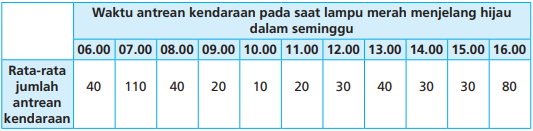 Waktu antrean kendaraan pada saat lampu merah menjelang hijau
dalam seminggu
06.00 07.00 08.00 09.00 10.00 11.00 12.00 13.00 14.00 15.00 16.00
Rata-rata
jumlah
antrean
kendaraan
40 110 40 20 10 20 30 40 30 30 80